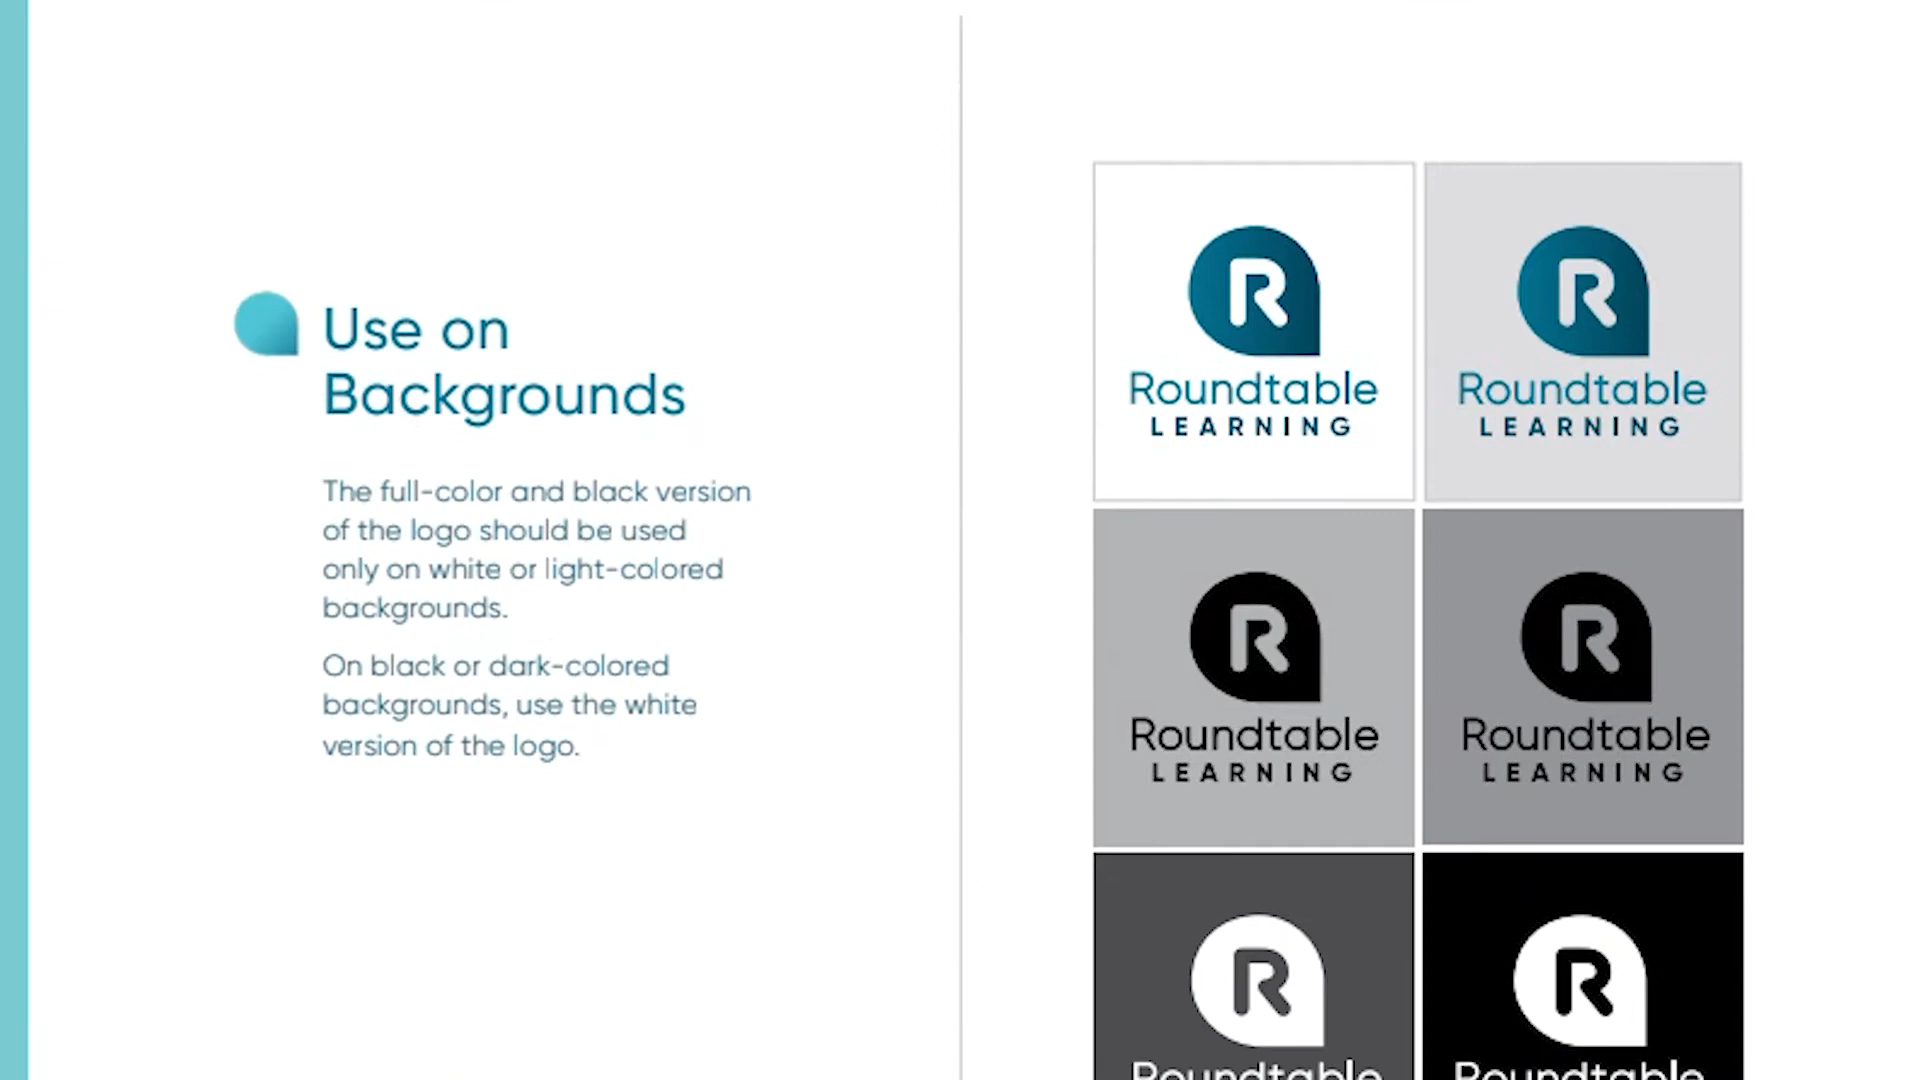 Use on
Backgrounds
The full-color and black version
of the logo should be used
only on white or light-colored
backgrounds.
On black or dark-colored
backgrounds, use the white
version of the logo.
R
Roundtable
LEARNING
R
Roundtable
LEARNING
R
Roundtable
LEARNING
R
Roundtable
LEARNING
R
Roundtable
R
Roundtable